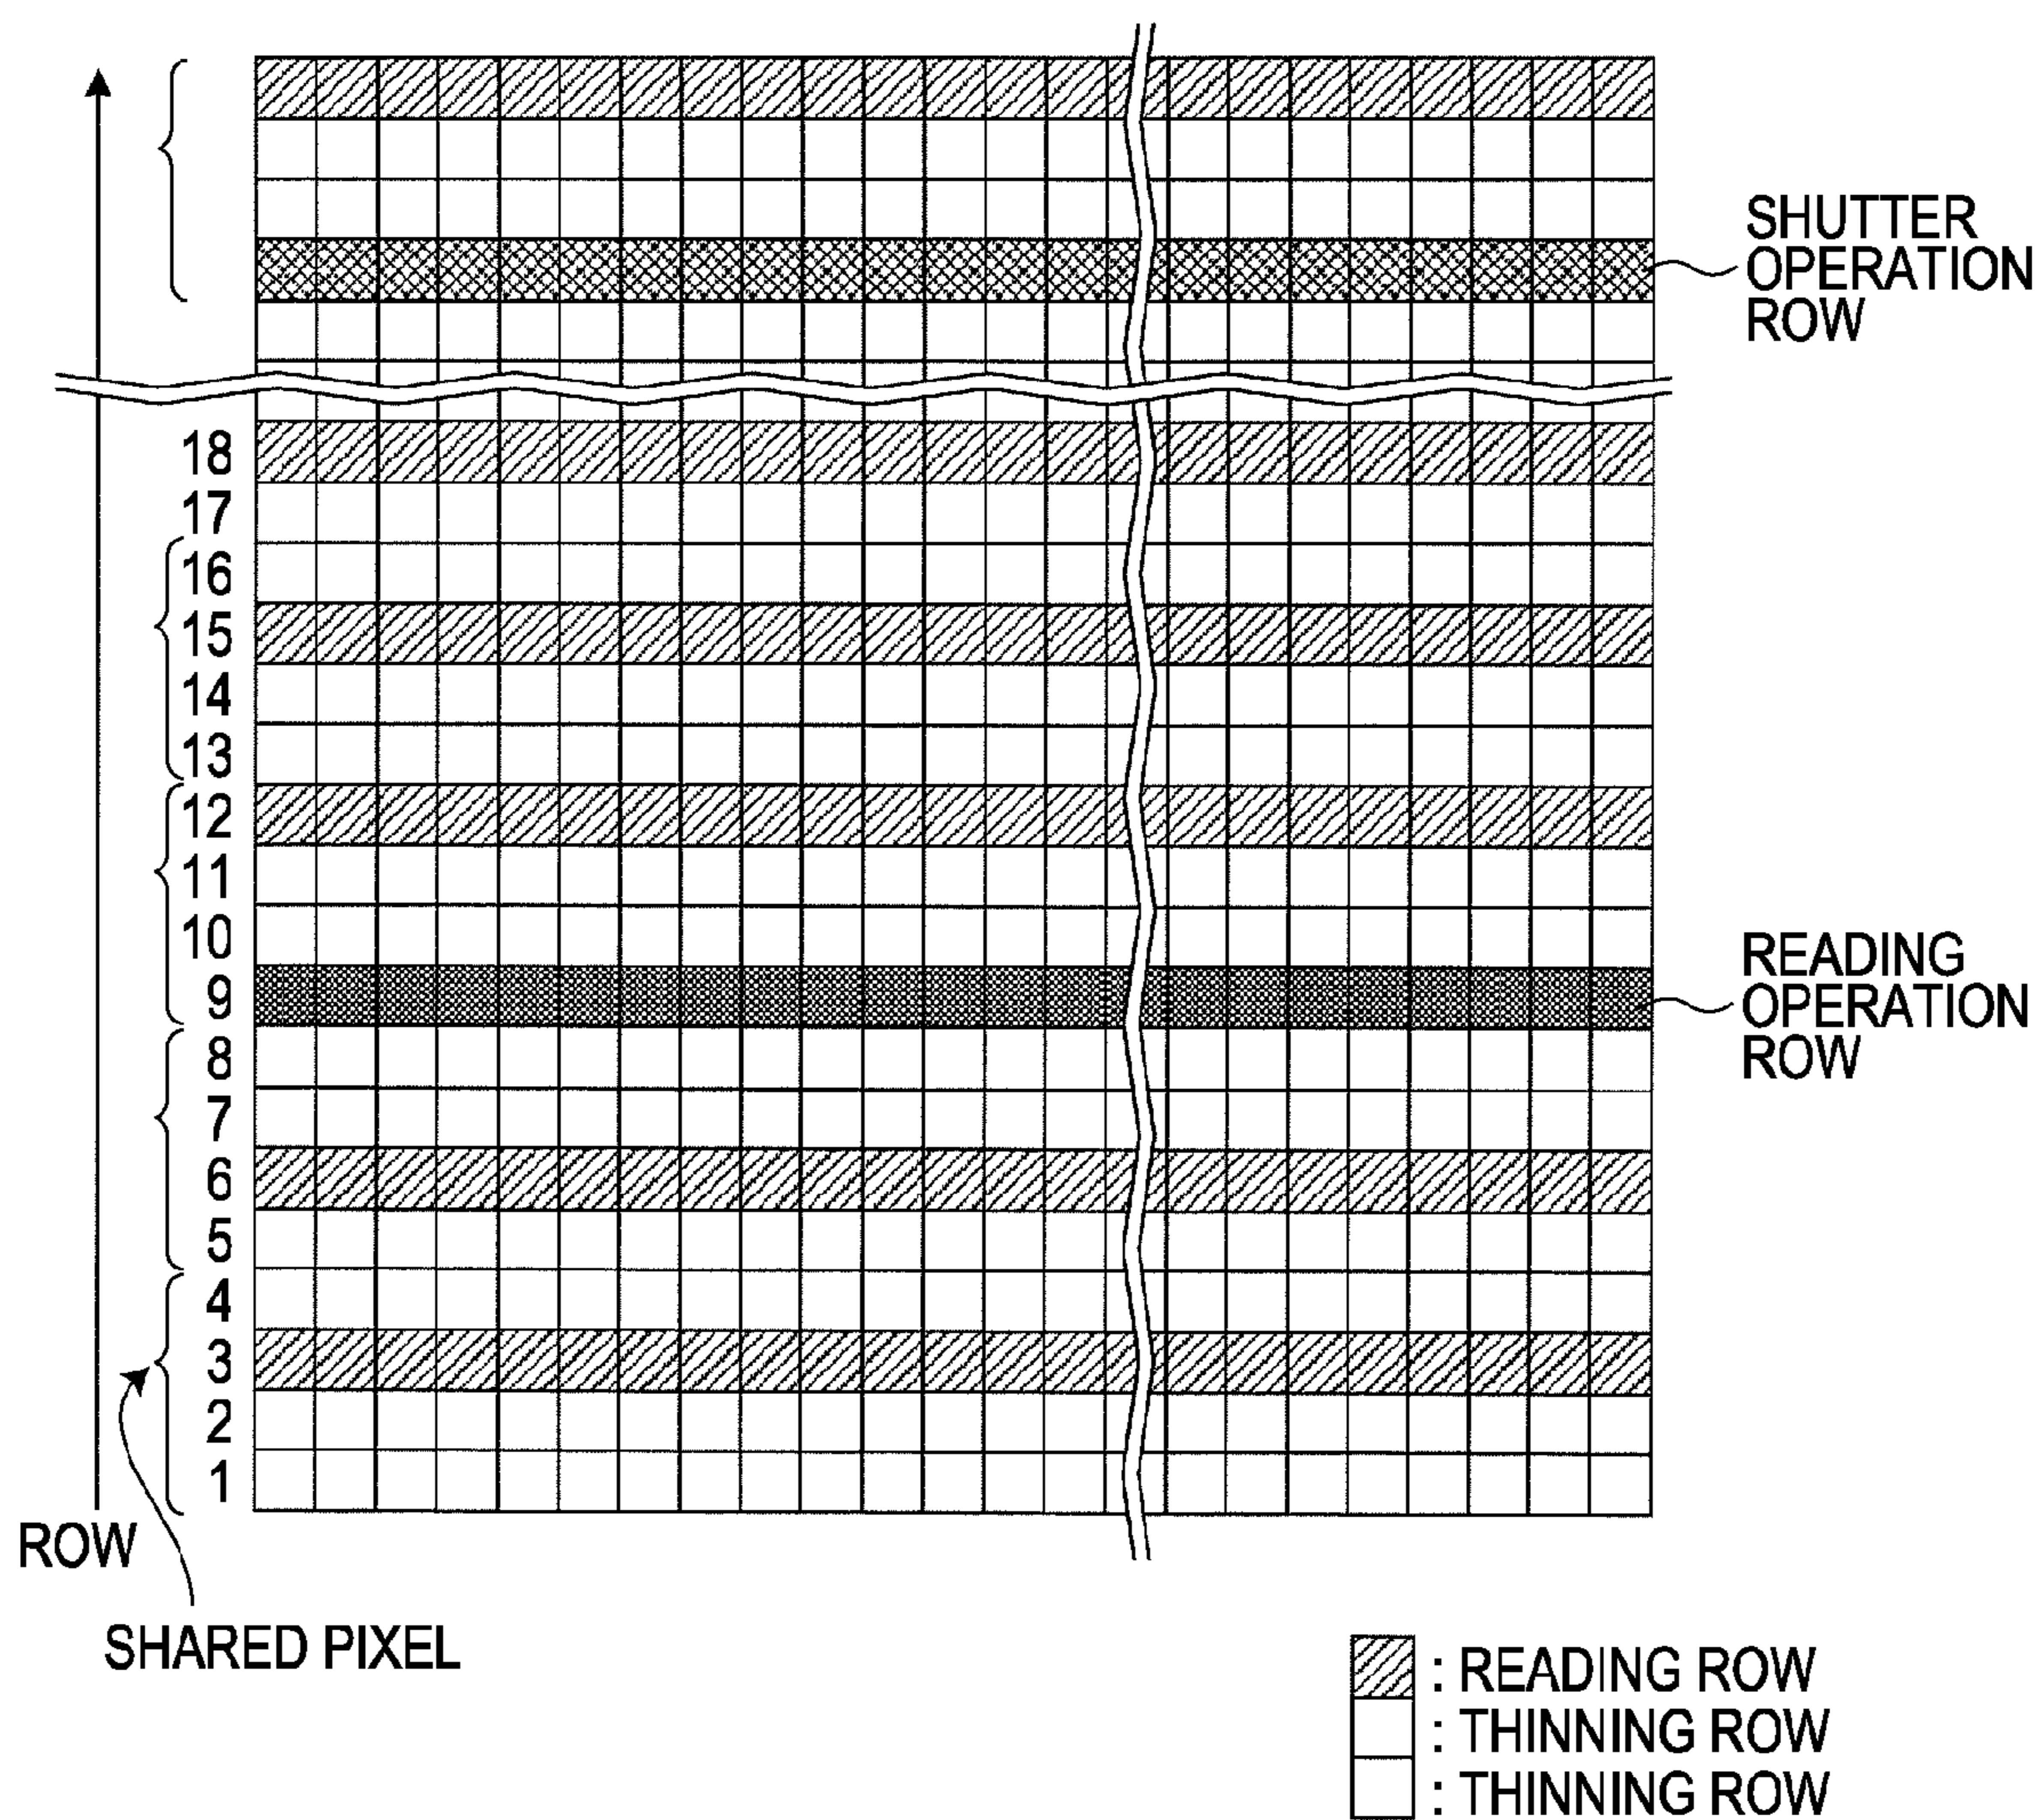 SHUTTER
OPERATION
ROW
18
17
16
15
14
13
12
11
10
9
READING
OPERATION
ROW
8
7
6
5
4
3
2
1
ROW
SHARED PIXEL
: READING ROW
: THINNING ROW
: THINNING ROW